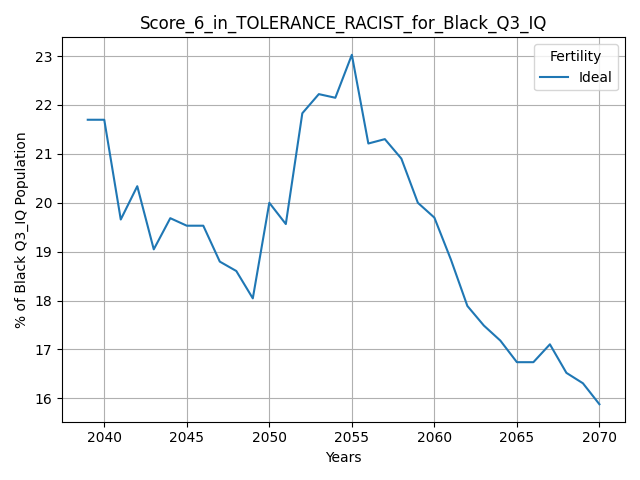 Score_6_in_TOLERANCE_RACIST_for_Black_Q3_IQ
Fertility
Ideal
% of Black Q3_IQ Population
23
22
21
20
19
18
17
16
2040 2045 2050 2055 2060 2065 2070
Years